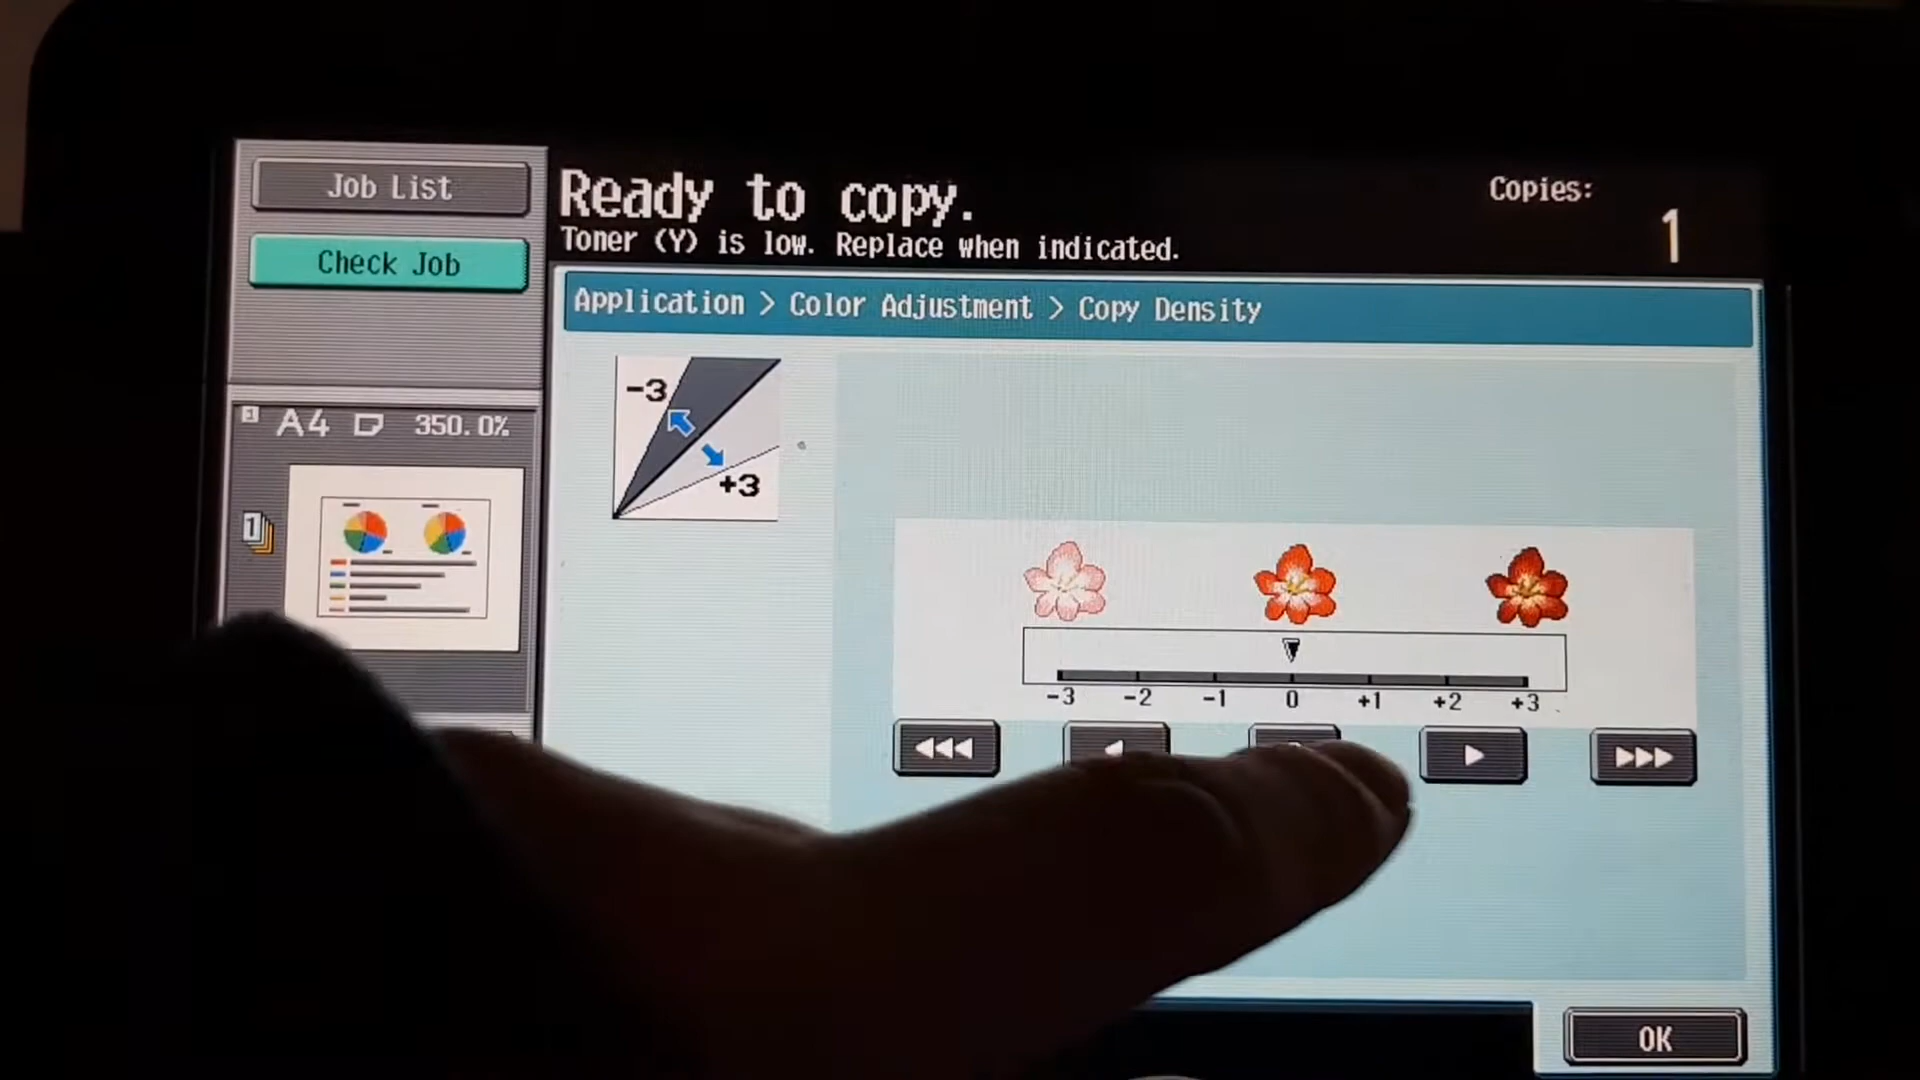 Job List
Check Job
Ready to copy.
Toner (Y) is low. Replace when indicated.
Copies:
1
Application > Color Adjustment > Copy Density
-3
+3
A4 350.0%
1
-3 -2 -1 0 +1 +2 +3
OK